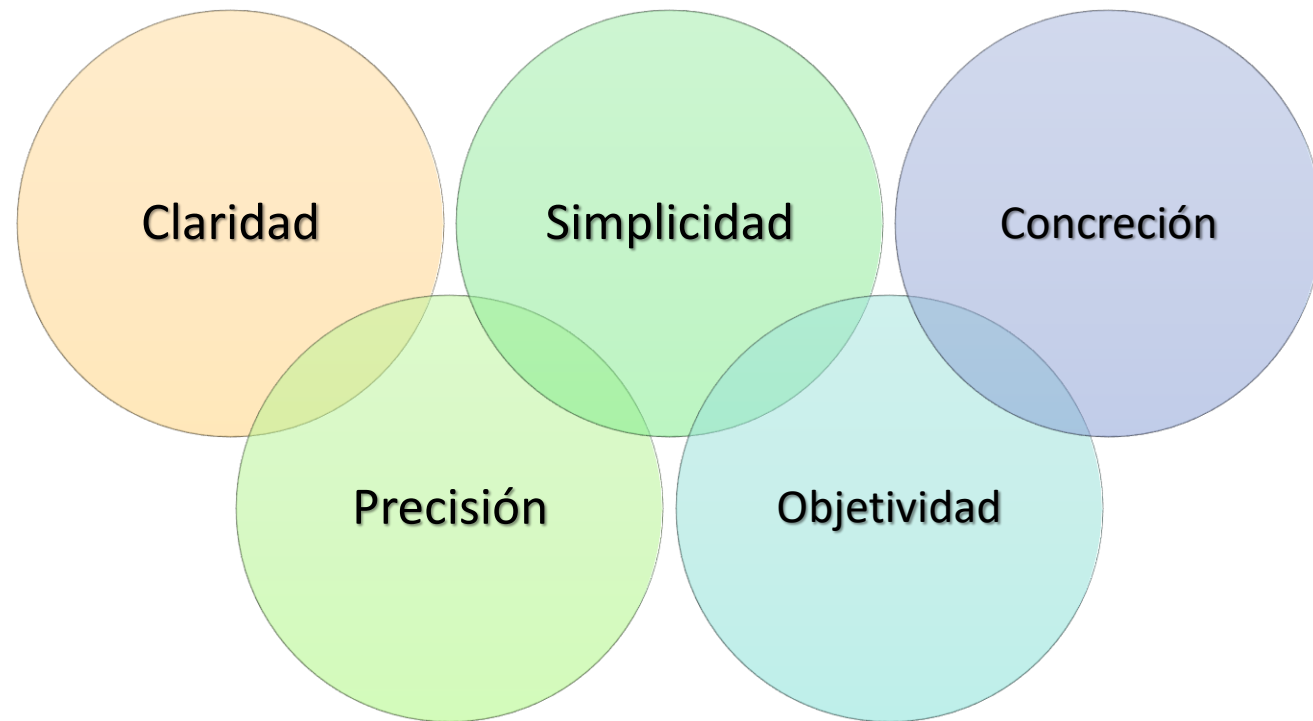 Claridad
Simplicidad
Concreción
Precisión
Objetividad